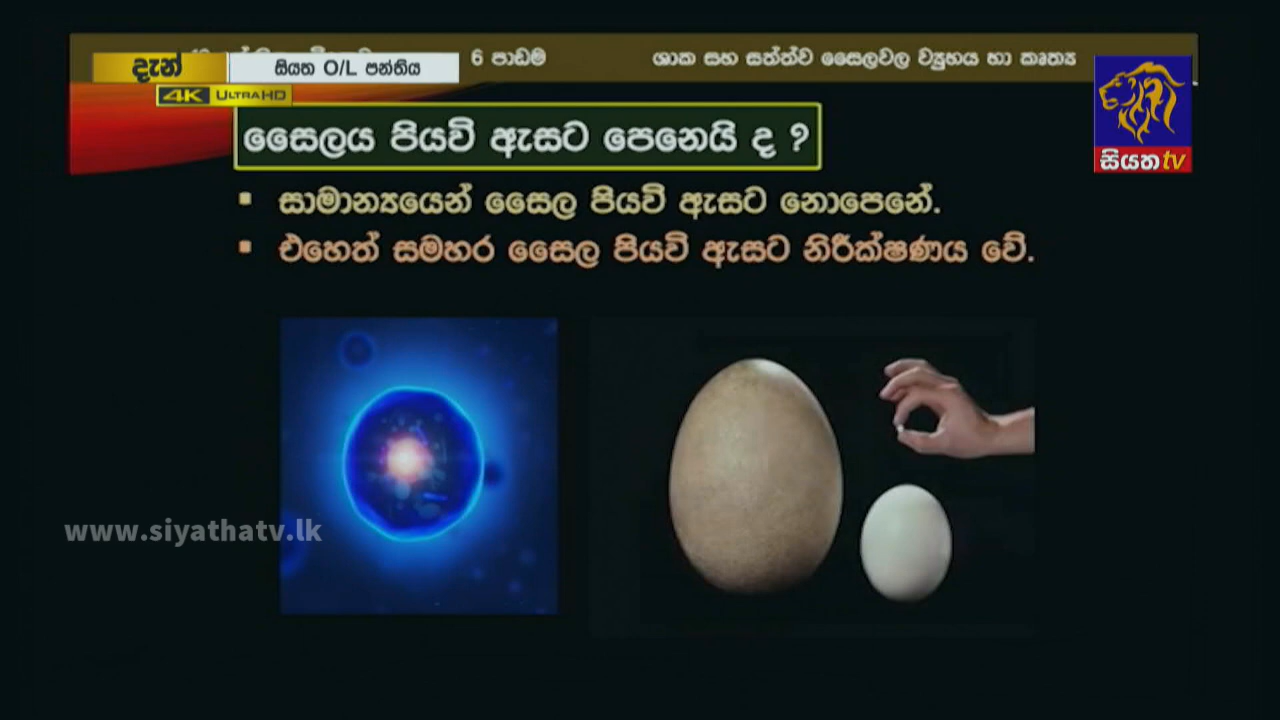 6 පාඩම
ශාක සහ සත්ත්ව සෛලවල ව්‍යුහය හා කෘත්‍ය
දැන්
සියත O/L පන්තිය
4K ULTRA HD
සියත tv
සෛලය පියවි ඇසට පෙනෙයි ද ?
▪ සාමාන්‍යයෙන් සෛල පියවි ඇසට නොපෙනේ.
▪ එහෙත් සමහර සෛල පියවි ඇසට නිරීක්ෂණය වේ.
www.siyathatv.lk